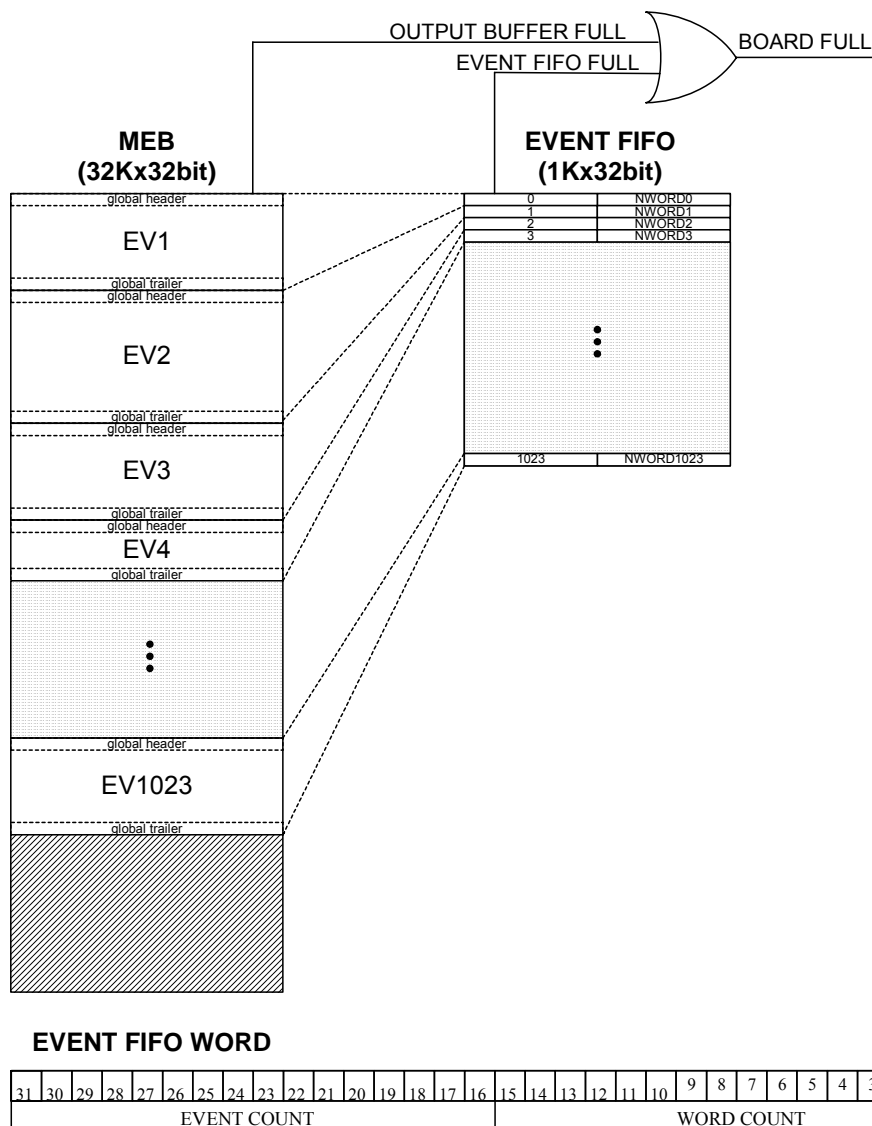 OUTPUT BUFFER FULL
EVENT FIFO FULL
BOARD FULL
MEB
(32Kx32bit)
EVENT FIFO
(1Kx32bit)
global header
EV1
global trailer
global header
EV2
global trailer
global header
EV3
global trailer
global header
EV4
global trailer
global header
EV1023
global trailer
0 NWORD0
1 NWORD1
2 NWORD2
3 NWORD3
1023 NWORD1023
EVENT FIFO WORD
31 30 29 28 27 26 25 24 23 22 21 20 19 18 17 16 15 14 13 12 11 10 9 8 7 6 5 4 3
EVENT COUNT WORD COUNT